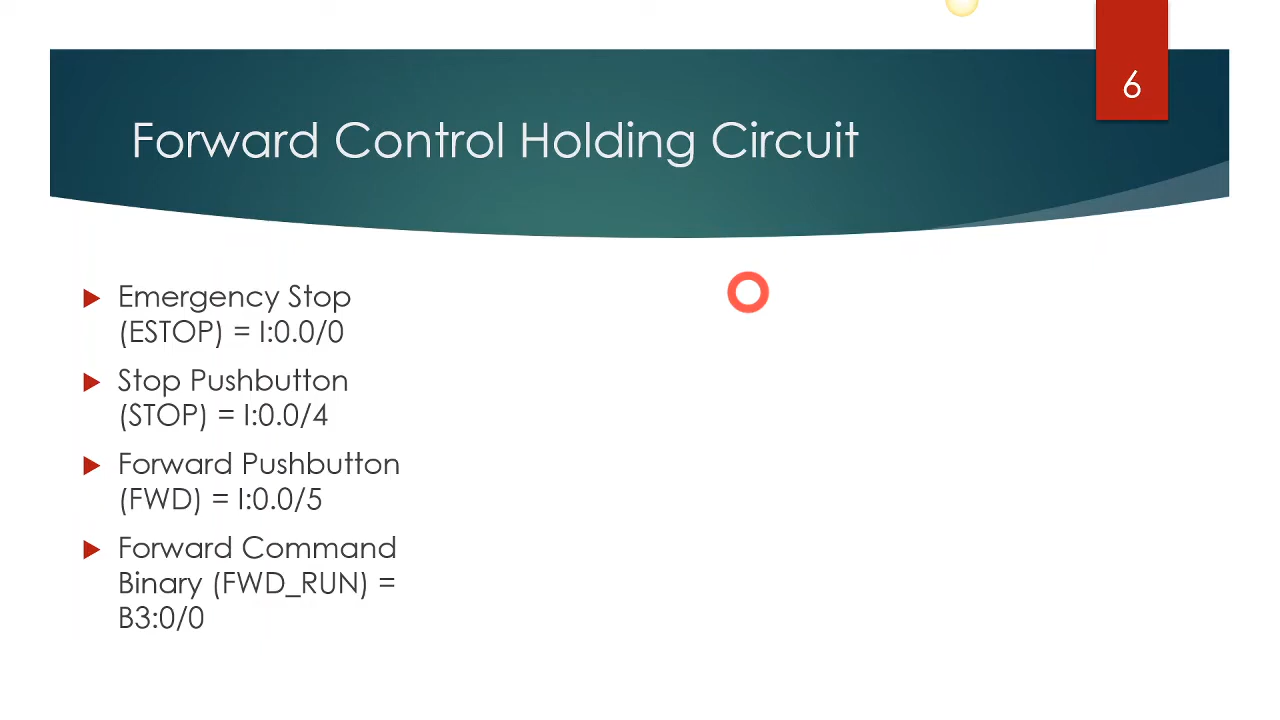 6
Forward Control Holding Circuit
Emergency Stop
(ESTOP) = I:0.0/0
Stop Pushbutton
(STOP) = I:0.0/4
Forward Pushbutton
(FWD) = I:0.0/5
Forward Command
Binary (FWD_RUN) =
B3:0/0